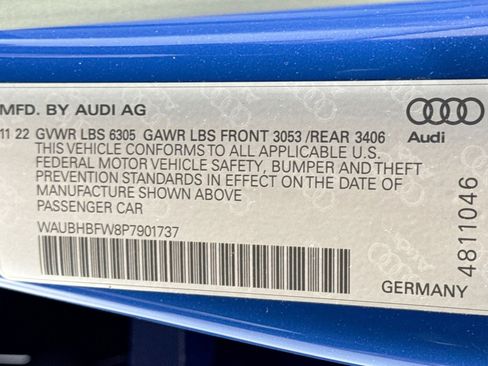 MFD. BY AUDI AG
11 22 GVWR LBS 6305 GAWR LBS FRONT 3053 /REAR 3406
THIS VEHICLE CONFORMS TO ALL APPLICABLE U.S.
FEDERAL MOTOR VEHICLE SAFETY, BUMPER AND THEFT
PREVENTION STANDARDS IN EFFECT ON THE DATE OF
MANUFACTURE SHOWN ABOVE
PASSENGER CAR
WAUBHBFW8P7901737
Audi
4811046
GERMANY